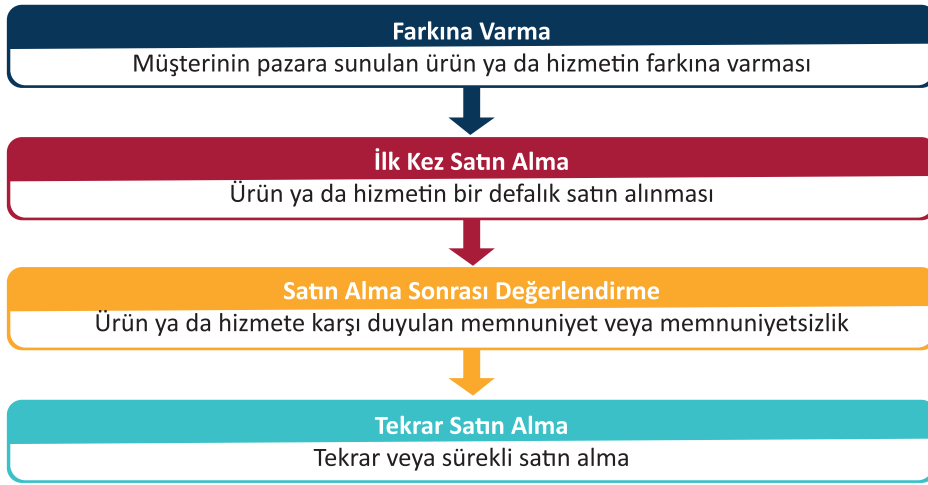 Farkına Varma
Müşterinin pazara sunulan ürün ya da hizmetin farkına varması
İlk Kez Satın Alma
Ürün ya da hizmetin bir defalık satın alınması
Satın Alma Sonrası Değerlendirme
Ürün ya da hizmete karşı duyulan memnuniyet veya memnuniyetsizlik
Tekrar Satın Alma
Tekrar veya sürekli satın alma